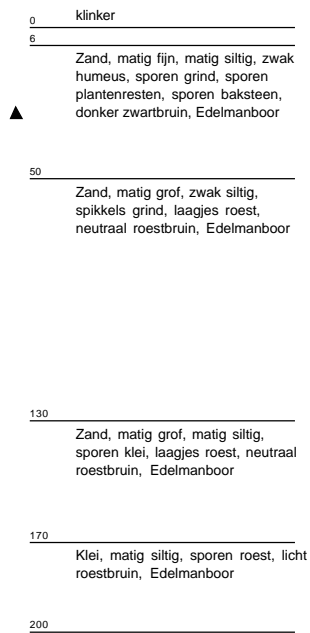 klinker
0
6
Zand, matig fijn, matig siltig, zwak
humeus, sporen grind, sporen
plantenresten, sporen baksteen,
donker zwartbruin, Edelmanboor
50
Zand, matig grof, zwak siltig,
spikkels grind, laagjes roest,
neutraal roestbruin, Edelmanboor
130
Zand, matig grof, matig siltig,
sporen klei, laagjes roest, neutraal
roestbruin, Edelmanboor
170
Klei, matig siltig, sporen roest, licht
roestbruin, Edelmanboor
200